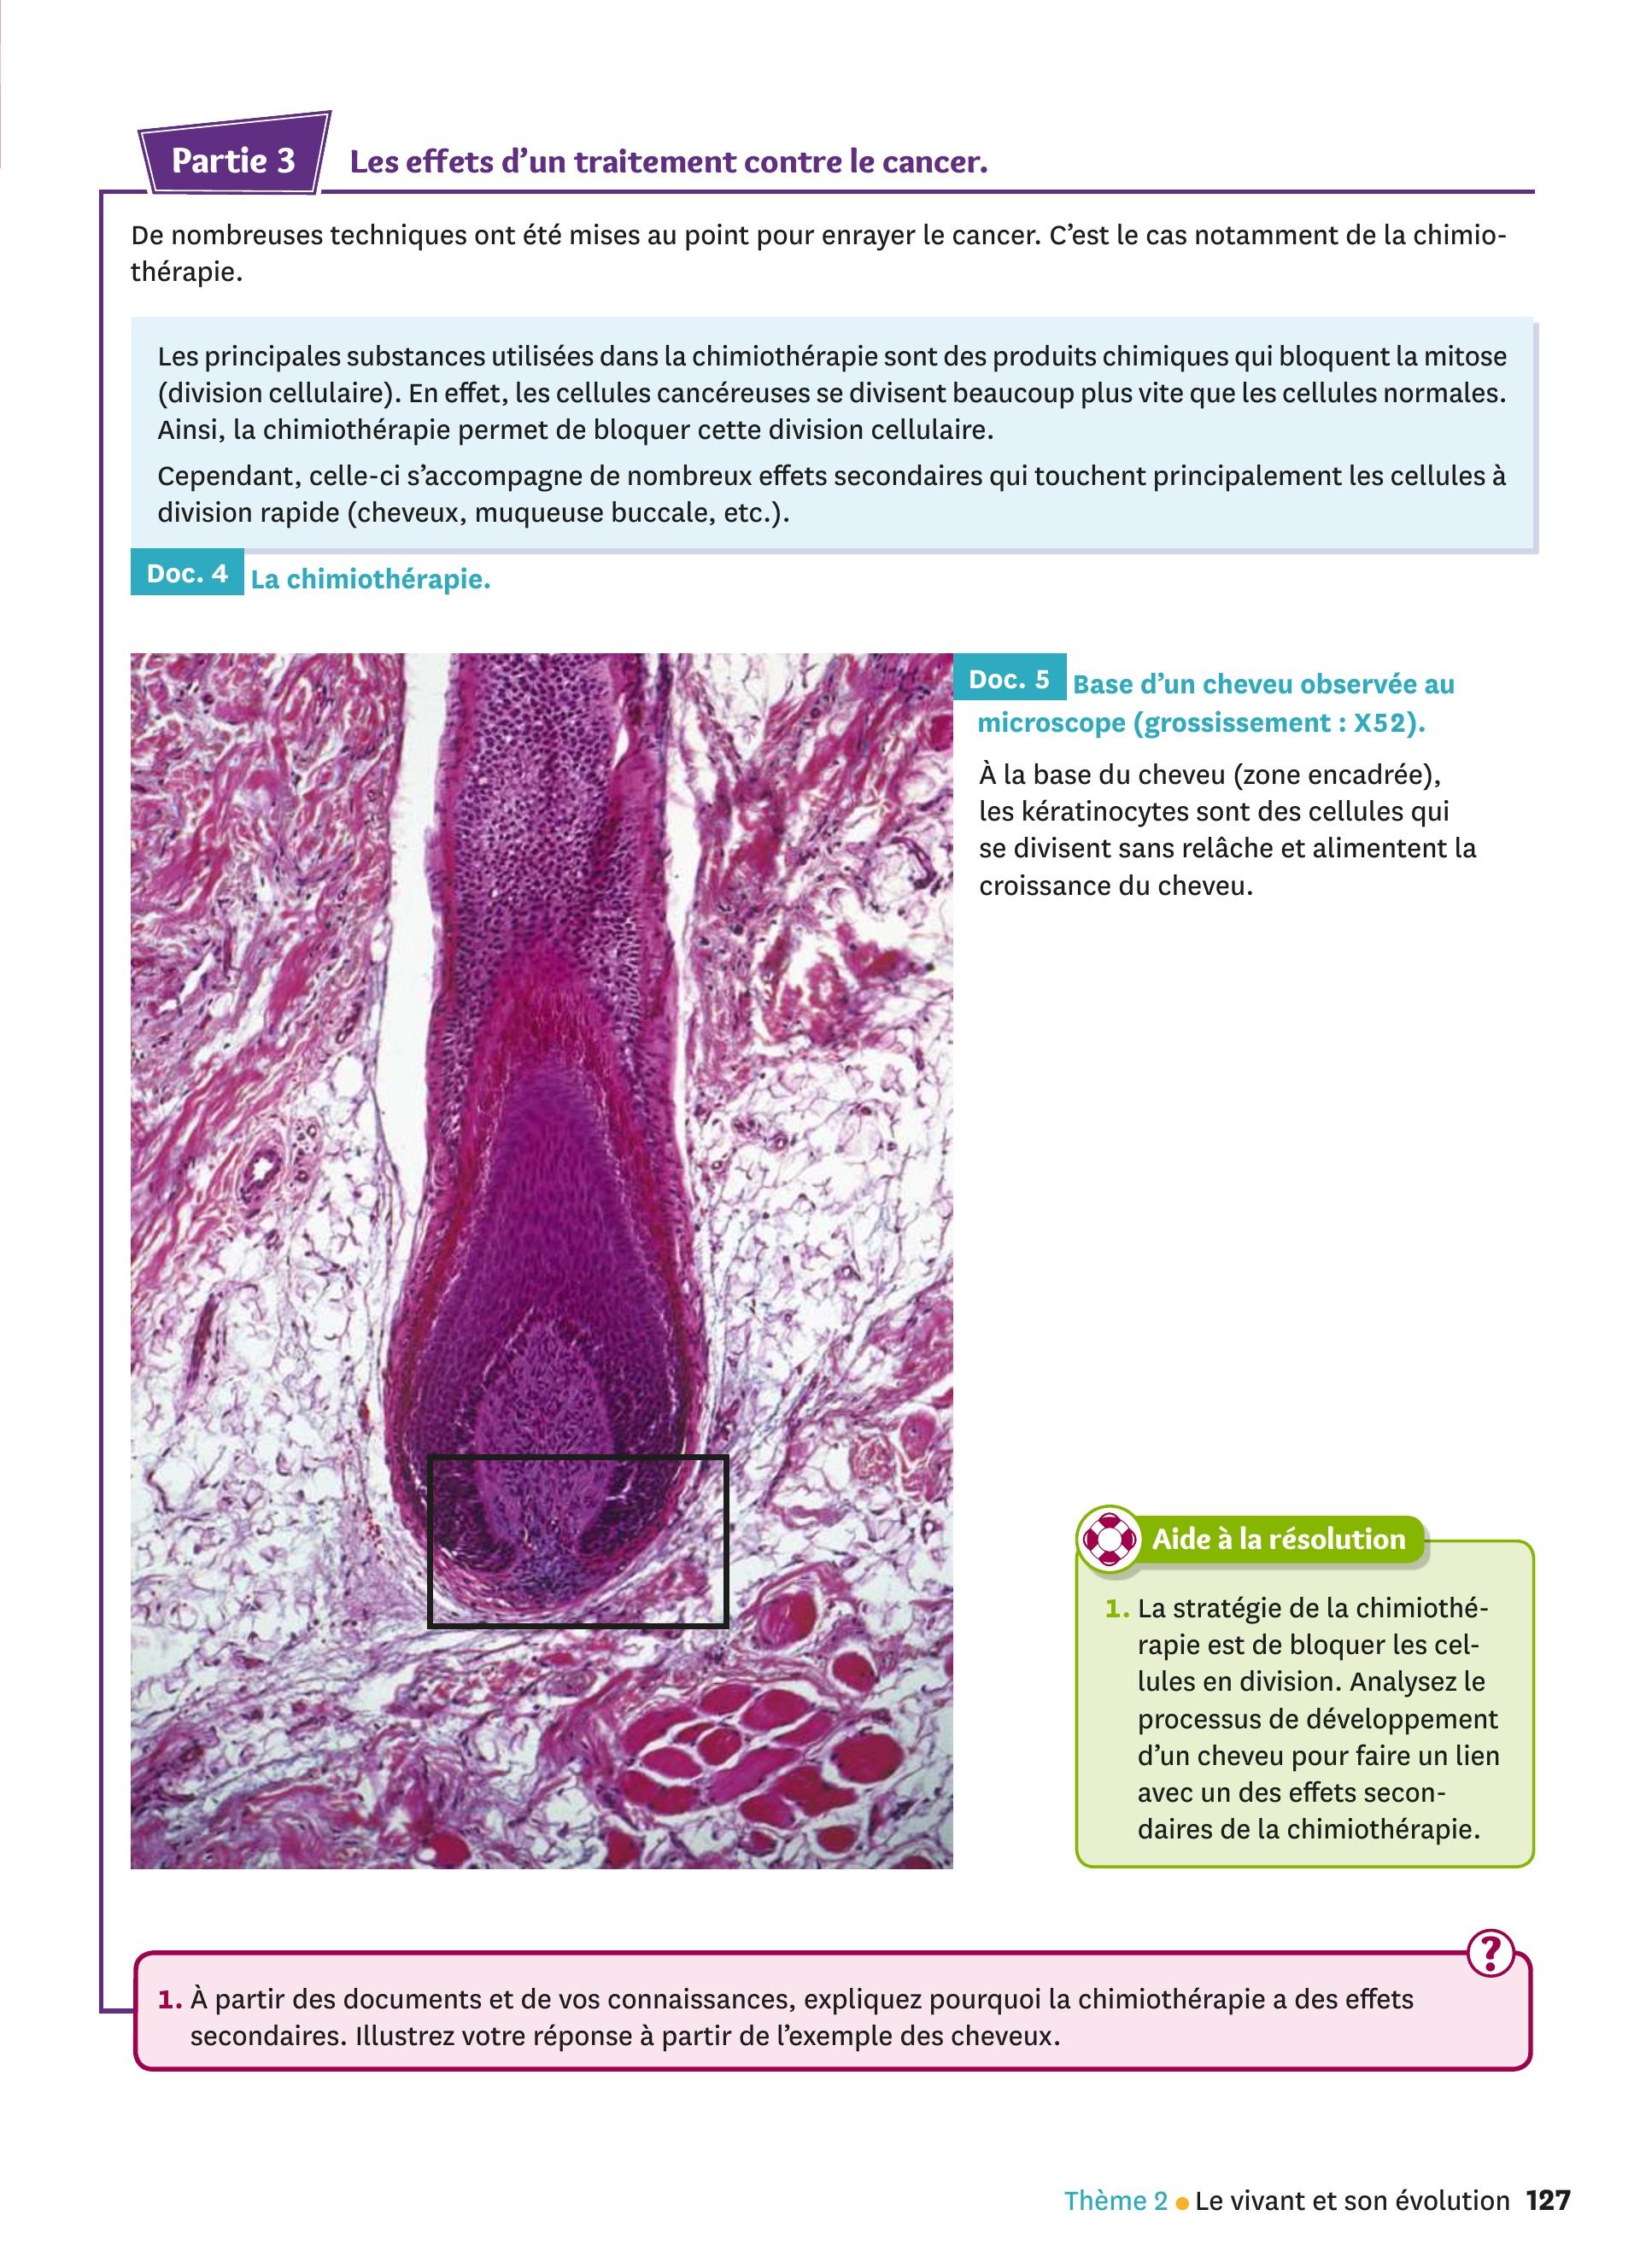 Partie 3
Les effets d’un traitement contre le cancer.
De nombreuses techniques ont été mises au point pour enrayer le cancer. C’est le cas notamment de la chimio-
thérapie.
Les principales substances utilisées dans la chimiothérapie sont des produits chimiques qui bloquent la mitose
(division cellulaire). En effet, les cellules cancéreuses se divisent beaucoup plus vite que les cellules normales.
Ainsi, la chimiothérapie permet de bloquer cette division cellulaire.
Cependant, celle-ci s’accompagne de nombreux effets secondaires qui touchent principalement les cellules à
division rapide (cheveux, muqueuse buccale, etc.).
Doc. 4 La chimiothérapie.
Doc. 5 Base d’un cheveu observée au
microscope (grossissement : X52).
À la base du cheveu (zone encadrée),
les kératinocytes sont des cellules qui
se divisent sans relâche et alimentent la
croissance du cheveu.
Aide à la résolution
1. La stratégie de la chimiothé-
rapie est de bloquer les cel-
lules en division. Analysez le
processus de développement
d’un cheveu pour faire un lien
avec un des effets secon-
daires de la chimiothérapie.
?
1. À partir des documents et de vos connaissances, expliquez pourquoi la chimiothérapie a des effets
secondaires. Illustrez votre réponse à partir de l’exemple des cheveux.
Thème 2 ● Le vivant et son évolution 127